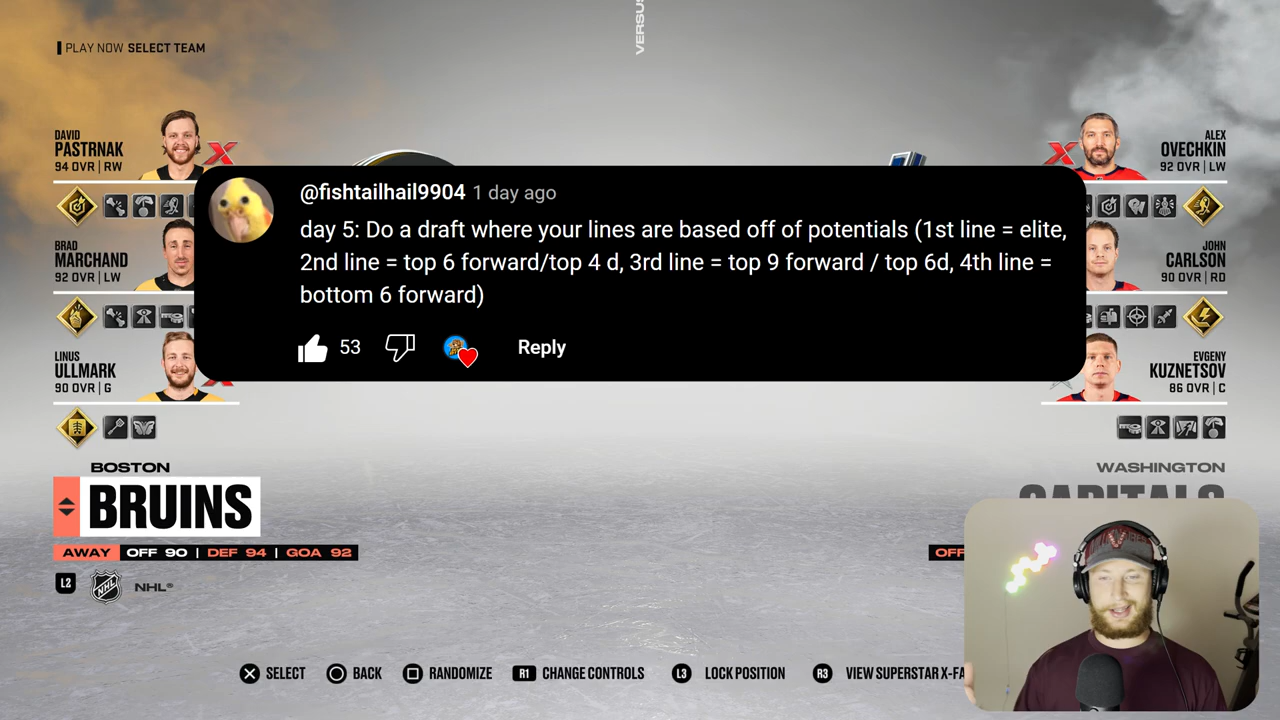 PLAY NOW SELECT TEAM
VERSUS
DAVID
PASTRNAK
94 OVR | RW
BRAD
MARCHAND
92 OVR | LW
LINUS
ULLMARK
90 OVR | G
BOSTON
BRUINS
AWAY OFF 90 | DEF 94 | GOA 92
L2 NHL NHL®
@fishtailhail9904 1 day ago
day 5: Do a draft where your lines are based off of potentials (1st line = elite,
2nd line = top 6 forward/top 4 d, 3rd line = top 9 forward / top 6d, 4th line =
bottom 6 forward)
53 Reply
ALEX
OVECHKIN
92 OVR | LW
JOHN
CARLSON
90 OVR | RD
EVGENY
KUZNETSOV
86 OVR | C
WASHINGTON
CAPITALS
OFF
SELECT BACK RANDOMIZE R1 CHANGE CONTROLS L3 LOCK POSITION R3 VIEW SUPERSTAR X-FA